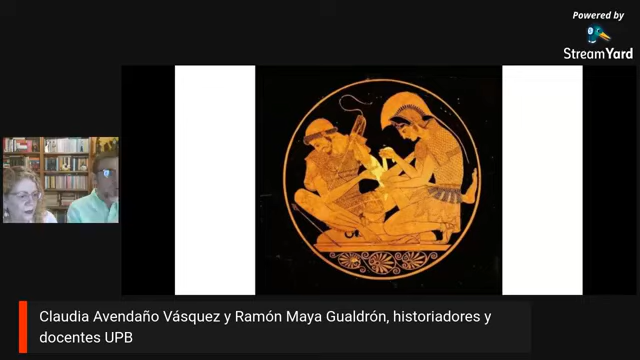 Powered by
StreamYard
Claudia Avendaño Vásquez y Ramón Maya Gualdrón, historiadores y
docentes UPB